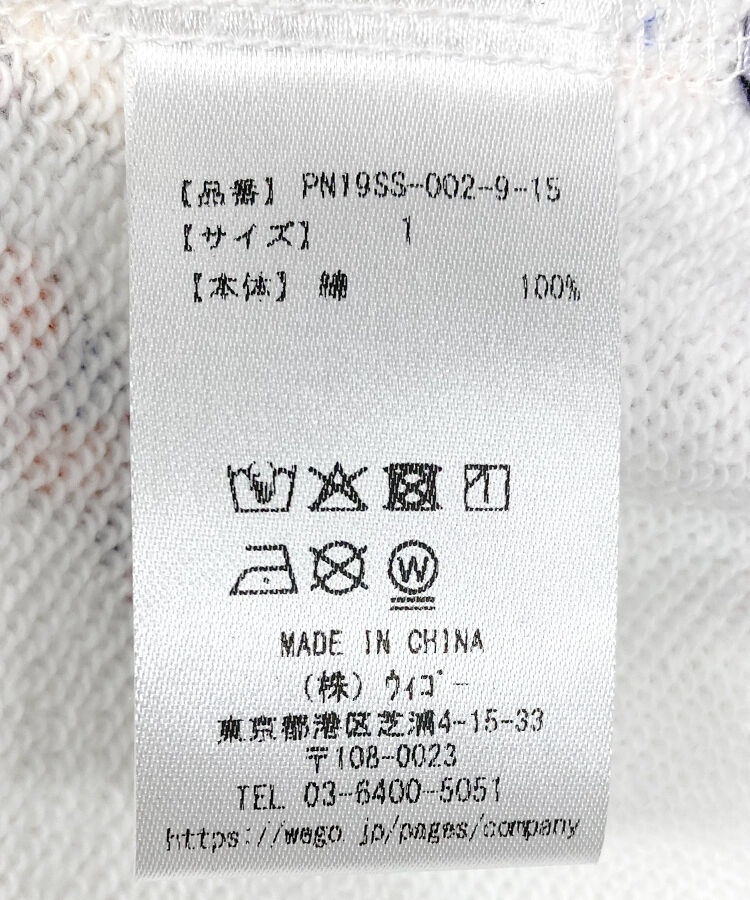 【品番】 PN19SS-002-9-15
【サイズ】 1
【本体】 綿 100%
W
MADE IN CHINA
(株) ウィゴー
東京都港区芝浦4-15-33
〒108-0023
TEL 03-6400-5051
https://wego.jp/pages/company